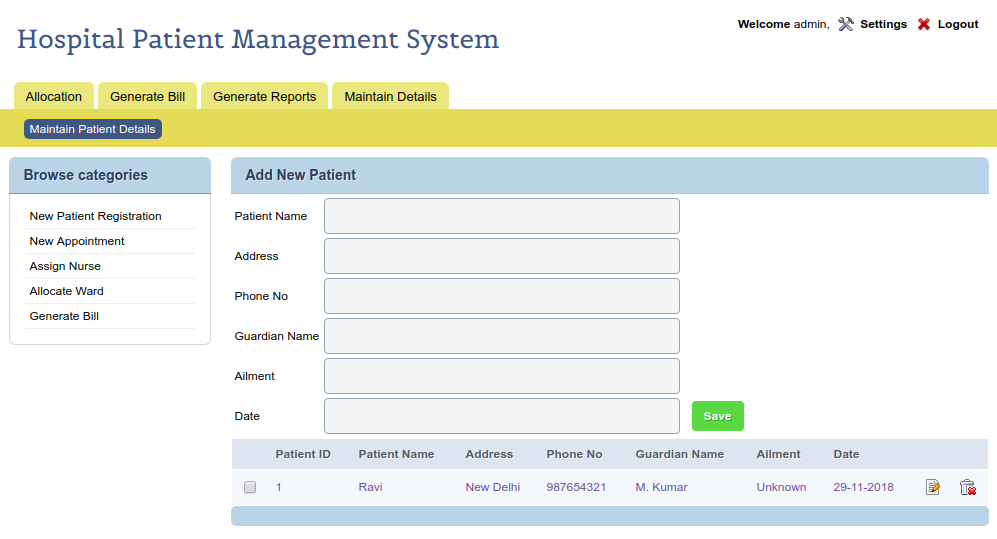 Welcome admin, Settings Logout
Hospital Patient Management System
Allocation Generate Bill Generate Reports Maintain Details
Maintain Patient Details
Browse categories
New Patient Registration
New Appointment
Assign Nurse
Allocate Ward
Generate Bill
Add New Patient
Patient Name
Address
Phone No
Guardian Name
Ailment
Date
Save
Patient ID Patient Name Address Phone No Guardian Name Ailment Date
1 Ravi New Delhi 987654321 M. Kumar Unknown 29-11-2018